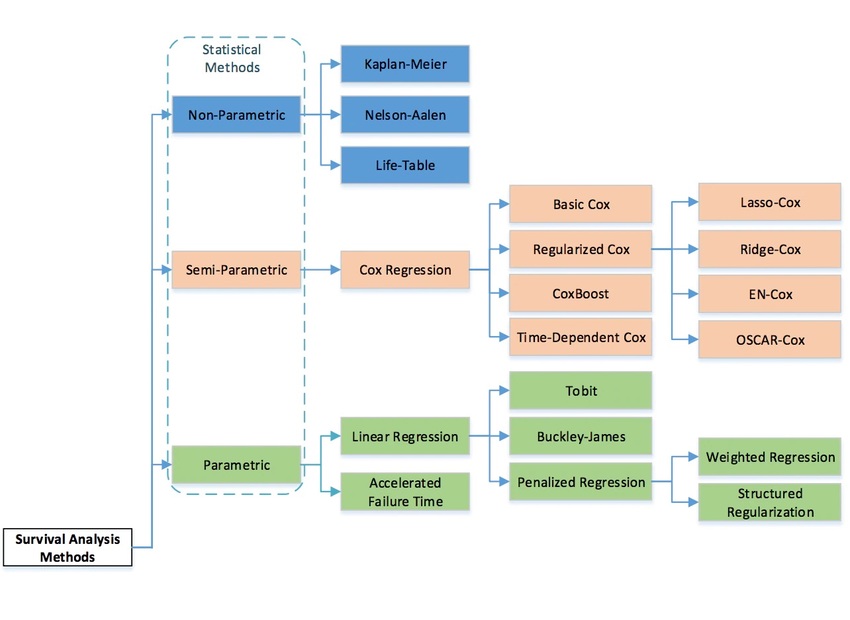 Statistical
Methods
Non-Parametric
Kaplan-Meier
Nelson-Aalen
Life-Table
Semi-Parametric
Cox Regression
Basic Cox
Regularized Cox
CoxBoost
Time-Dependent Cox
Lasso-Cox
Ridge-Cox
EN-Cox
OSCAR-Cox
Parametric
Linear Regression
Accelerated
Failure Time
Tobit
Buckley-James
Penalized Regression
Weighted Regression
Structured
Regularization
Survival Analysis
Methods